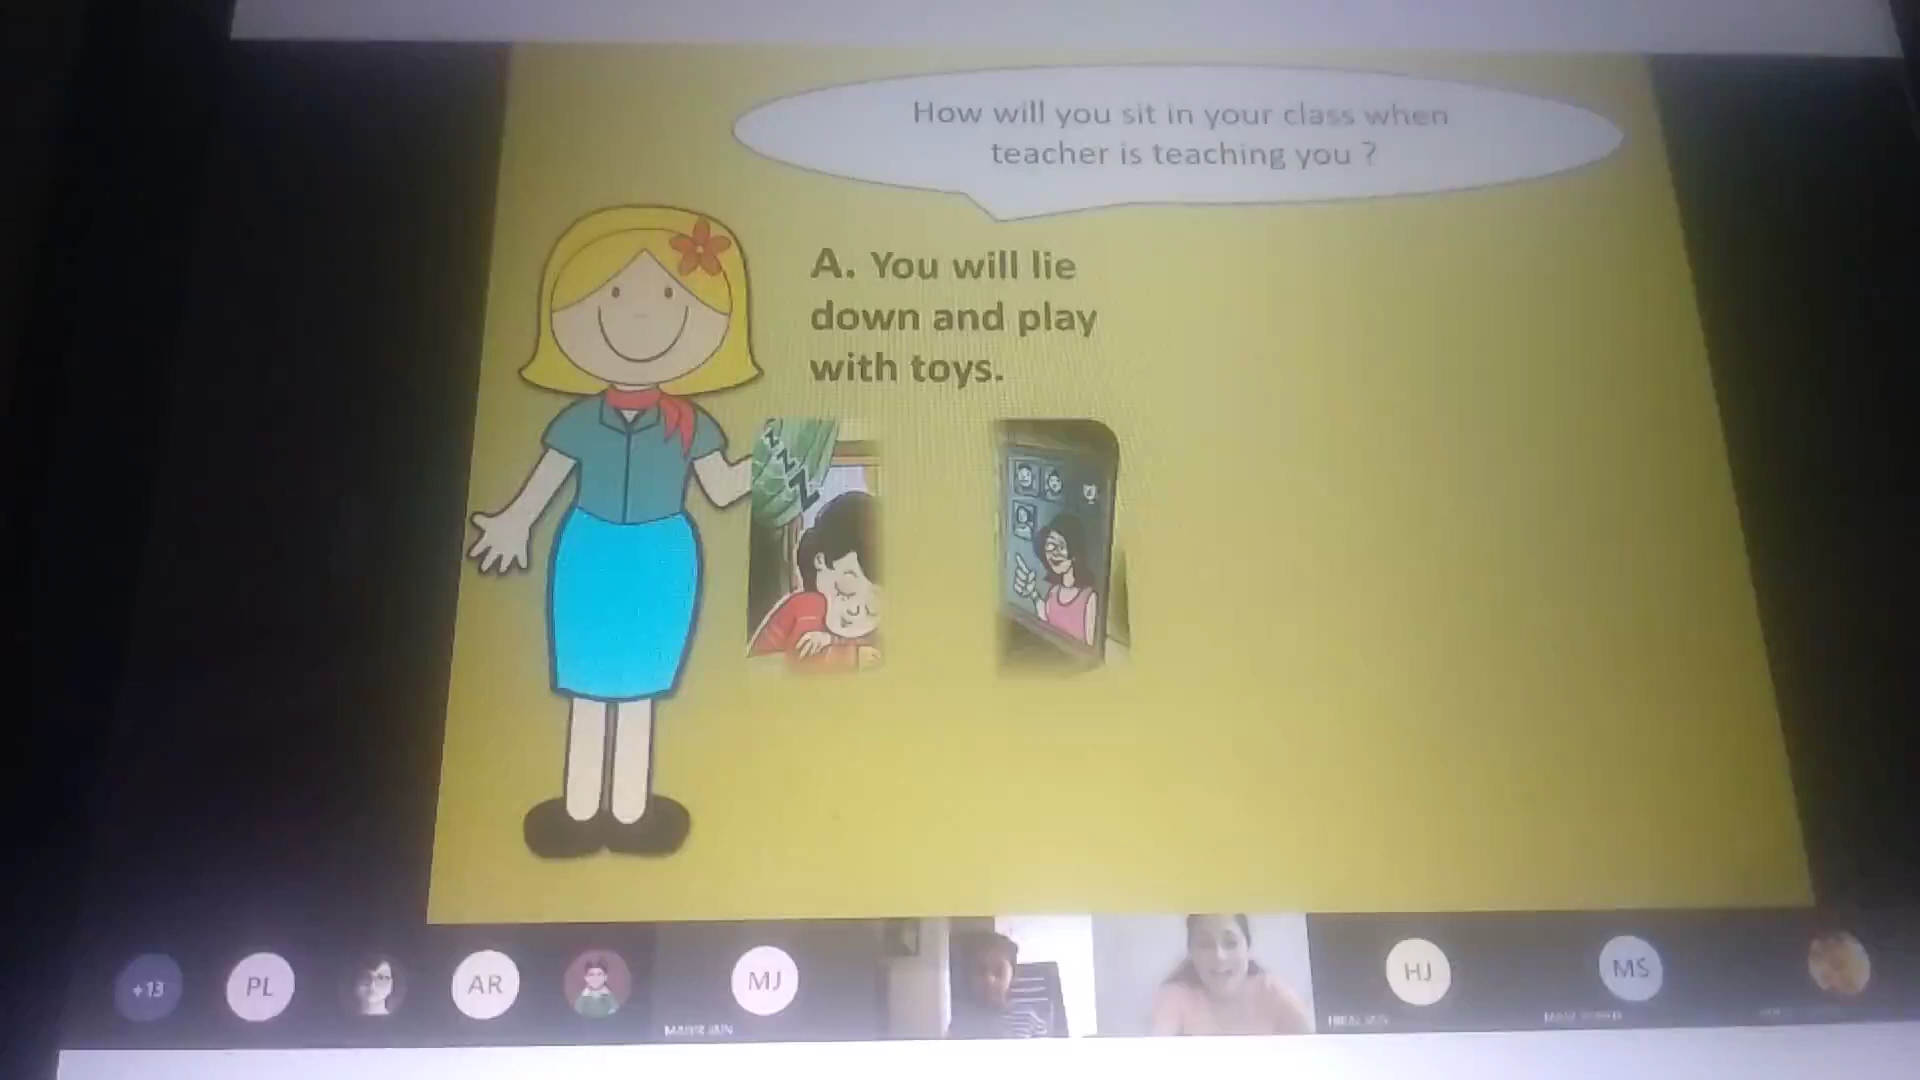 How will you sit in your class when
teacher is teaching you ?
A. You will lie
down and play
with toys.
z
z
Z
+13
PL
AR
MJ
HJ
MS